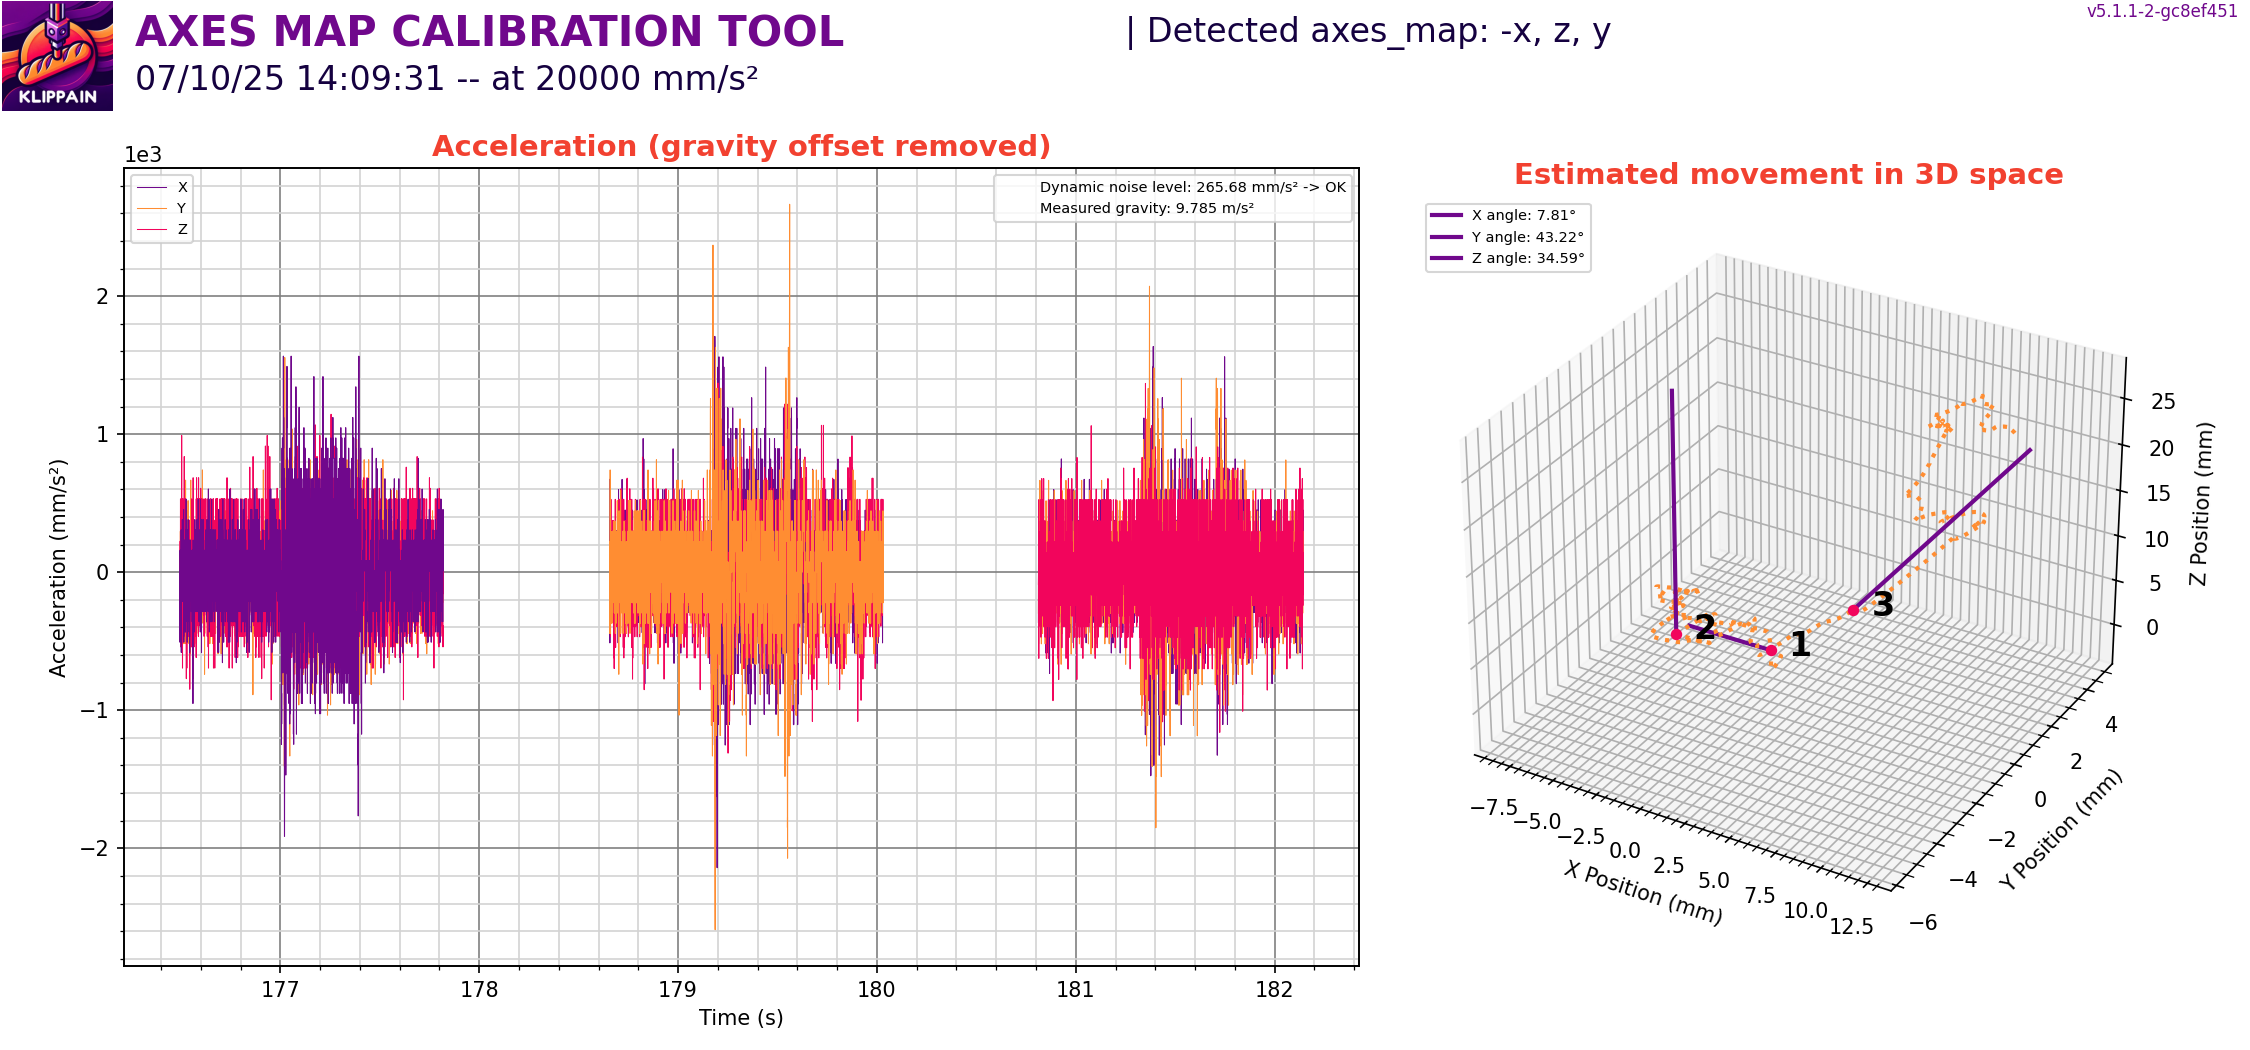 KLIPPAIN
AXES MAP CALIBRATION TOOL
07/10/25 14:09:31 -- at 20000 mm/s²
| Detected axes_map: -x, z, y
v5.1.1-2-gc8ef451
Acceleration (gravity offset removed)
1e3
X
Y
Z
Dynamic noise level: 265.68 mm/s² -> OK
Measured gravity: 9.785 m/s²
2
1
0
−1
−2
Acceleration (mm/s²)
177
178
179
180
181
182
Time (s)
Estimated movement in 3D space
X angle: 7.81°
Y angle: 43.22°
Z angle: 34.59°
1
2
3
25
20
15
10
5
0
Z Position (mm)
4
2
0
−2
−4
−6
Y Position (mm)
−7.5
−5.0
−2.5
0.0
2.5
5.0
7.5
10.0
12.5
X Position (mm)